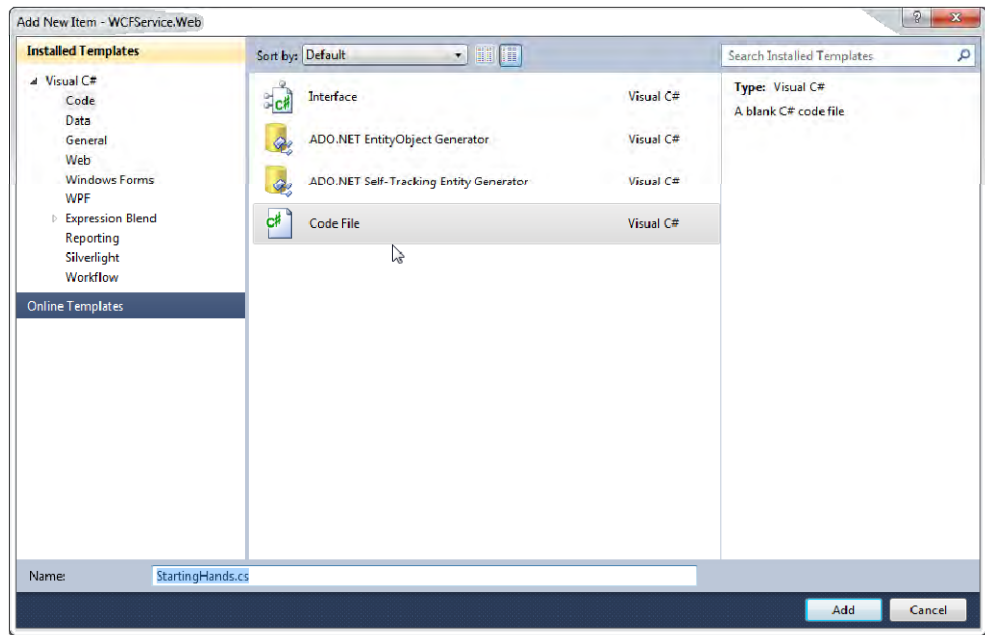 Add New Item - WCFService.Web
Installed Templates
Visual C#
Code
Data
General
Web
Windows Forms
WPF
Expression Blend
Reporting
Silverlight
Workflow
Online Templates
Sort by: Default
Interface Visual C#
ADO.NET EntityObject Generator Visual C#
ADO.NET Self-Tracking Entity Generator Visual C#
Code File Visual C#
Search Installed Templates
Type: Visual C#
A blank C# code file
Name: StartingHands.cs
Add Cancel